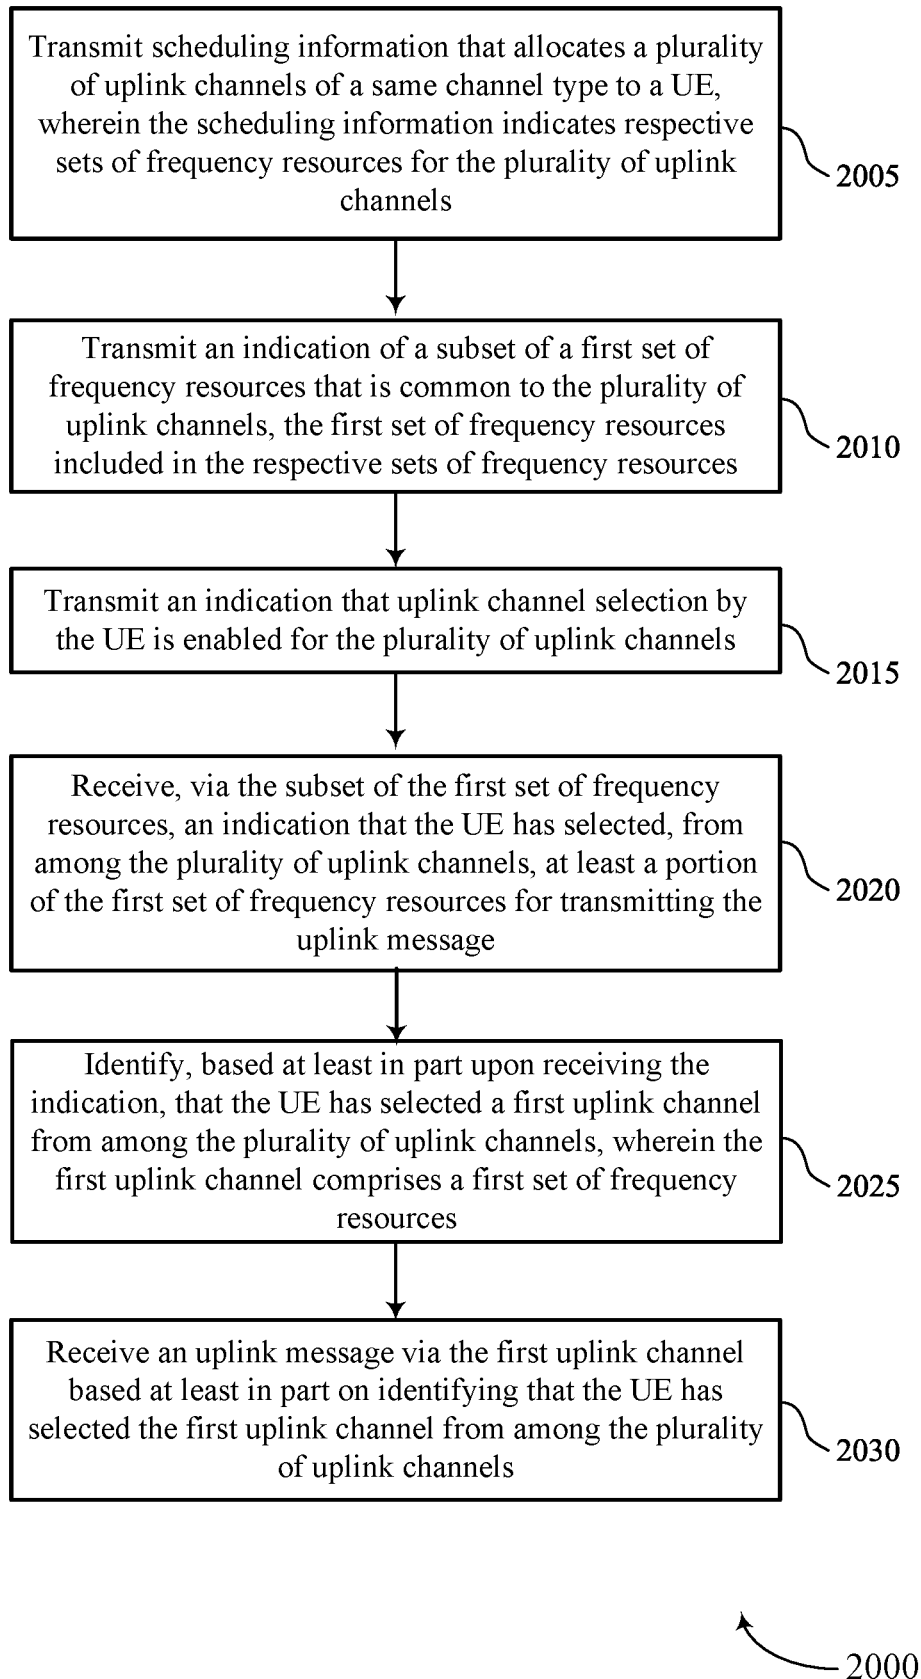 Transmit scheduling information that allocates a plurality
of uplink channels of a same channel type to a UE,
wherein the scheduling information indicates respective
sets of frequency resources for the plurality of uplink
channels
2005
Transmit an indication of a subset of a first set of
frequency resources that is common to the plurality of
uplink channels, the first set of frequency resources
included in the respective sets of frequency resources
2010
Transmit an indication that uplink channel selection by
the UE is enabled for the plurality of uplink channels
2015
Receive, via the subset of the first set of frequency
resources, an indication that the UE has selected, from
among the plurality of uplink channels, at least a portion
of the first set of frequency resources for transmitting the
uplink message
2020
Identify, based at least in part upon receiving the
indication, that the UE has selected a first uplink channel
from among the plurality of uplink channels, wherein the
first uplink channel comprises a first set of frequency
resources
2025
Receive an uplink message via the first uplink channel
based at least in part on identifying that the UE has
selected the first uplink channel from among the plurality
of uplink channels
2030
2000